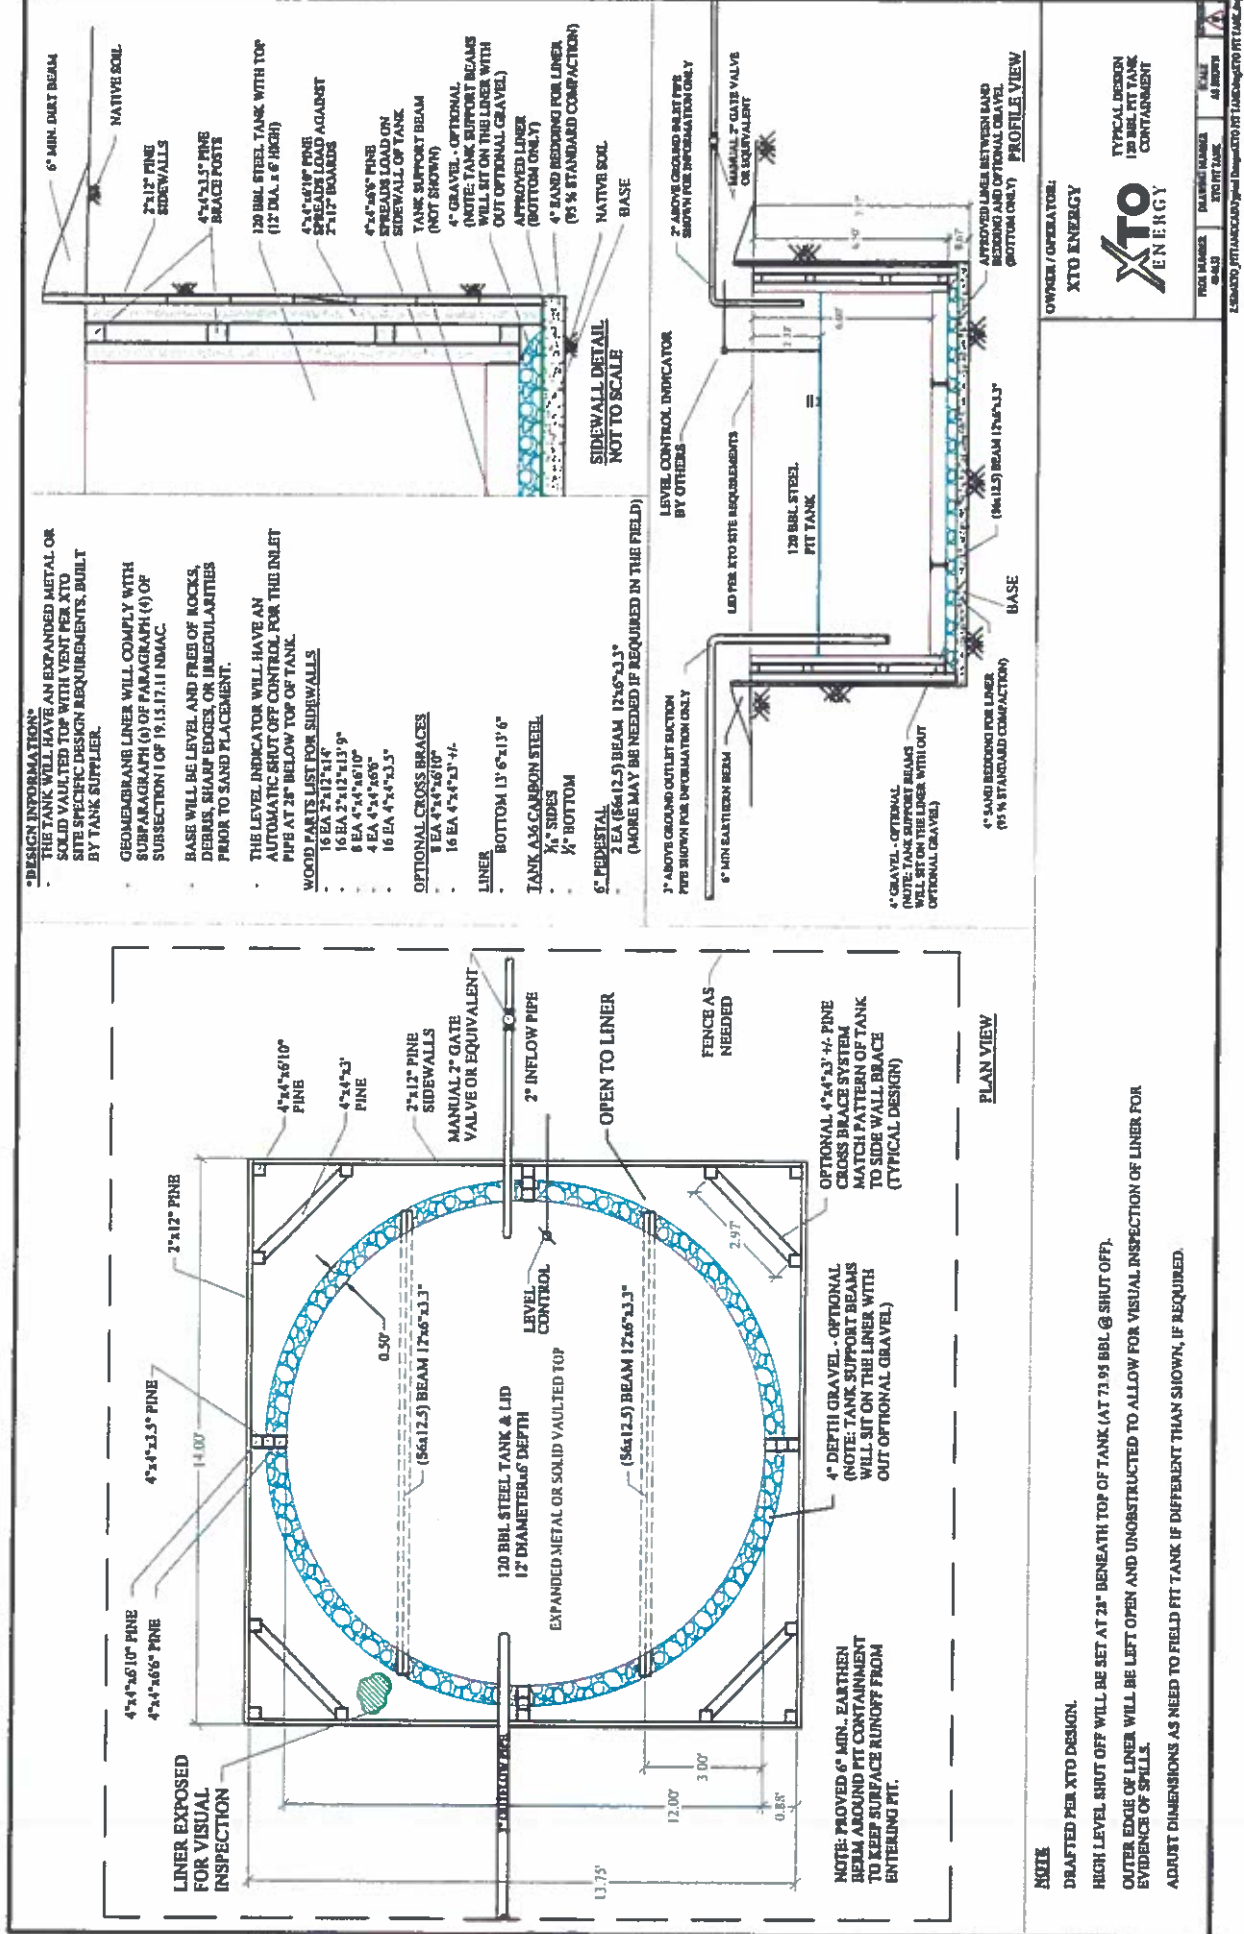 *DESIGN INFORMATION*
- THE TANK WILL HAVE AN EXPANDED METAL OR
SOLID VAULTED TOP WITH VENT PER XTO
SITE SPECIFIC DESIGN REQUIREMENTS, BUILT
BY TANK SUPPLIER.
- GEOMEMBRANE LINER WILL COMPLY WITH
SUBPARAGRAPH (a) OF PARAGRAPH (4) OF
SUBSECTION I OF 19.15.17.11 NMAC.
- BASE WILL BE LEVEL AND FREE OF ROCKS,
DEBRIS, SHARP EDGES, OR IRREGULARITIES
PRIOR TO SAND PLACEMENT.
- THE LEVEL INDICATOR WILL HAVE AN
AUTOMATIC SHUT OFF CONTROL FOR THE INLET
PIPE AT 28" BELOW TOP OF TANK.
WOOD PARTS LIST FOR SIDEWALLS
- 16 EA 2"x12"x14'
- 16 EA 2"x12"x13'9"
- 8 EA 4"x4"x6'10"
- 4 EA 4"x4"x6'6"
- 16 EA 4"x4"x3.5"
OPTIONAL CROSS BRACES
- 8 EA 4"x4"x6'10"
- 16 EA 4"x4"x3' +/-
LINER
- BOTTOM 13' 6"x13'6"
TANK A36 CARBON STEEL
- SIDES
- ¼" BOTTOM
6" PEDESTAL
- 2 EA (S6x12.5) BEAM 12'x6"x3.3"
(MORE MAY BE NEEDED IF REQUIRED IN THE FIELD)
6" MIN. DIRT BEAM
NATIVE SOIL
2"x12" PINE
SIDEWALLS
4"x4"x3.5" PINE
BRACE POSTS
120 BBL STEEL TANK WITH TOP
(12' DIA. x 6' HIGH)
4"x4"x6'10" PINE
SPREADS LOAD AGAINST
2"x12" BOARDS
4"x4"x6'6" PINE
SPREADS LOAD ON
SIDEWALL OF TANK
TANK SUPPORT BEAM
(NOT SHOWN)
4" GRAVEL - OPTIONAL
(NOTE: TANK SUPPORT BEAMS
WILL SIT ON THE LINER WITH
OUT OPTIONAL GRAVEL)
APPROVED LINER
(BOTTOM ONLY)
4" SAND BEDDING FOR LINER
(95 % STANDARD COMPACTION)
NATIVE SOIL
BASE
SIDEWALL DETAIL
NOT TO SCALE
LINER EXPOSED
FOR VISUAL
INSPECTION
4"x4"x6'10" PINE
4"x4"x6'6" PINE
4"x4"x3.5" PINE
2"x12" PINE
14.00'
4"x4"x6'10"
PINE
4"x4"x3'
PINE
2"x12" PINE
SIDEWALLS
MANUAL 2" GATE
VALVE OR EQUIVALENT
2" INFLOW PIPE
OPEN TO LINER
FENCE AS
NEEDED
0.50'
(S6x12.5) BEAM 12'x6"x3.3"
LEVEL
CONTROL
120 BBL STEEL TANK & LID
12' DIAMETERx6' DEPTH
EXPANDED METAL OR SOLID VAULTED TOP
(S6x12.5) BEAM 12'x6"x3.3"
2.97'
OPTIONAL 4"x4"x3' +/- PINE
CROSS BRACE SYSTEM
MATCH PATTERN OF TANK
TO SIDE WALL BRACE
(TYPICAL DESIGN)
4" DEPTH GRAVEL - OPTIONAL
(NOTE: TANK SUPPORT BEAMS
WILL SIT ON THE LINER WITH
OUT OPTIONAL GRAVEL)
3.00'
12.00'
0.88'
13.75'
NOTE: PROVED 6" MIN.. EARTHEN
BERM AROUND PIT CONTAINMENT
TO KEEP SURFACE RUNOFF FROM
ENTERING PIT.
PLAN VIEW
3" ABOVE GROUND OUTLET SUCTION
PIPE SHOWN FOR INFORMATION ONLY
6" MIN EARTHERN BERM
LEVEL CONTROL INDICATOR
BY OTHERS
LID PER XTO SITE REQUIREMENTS
120 BBL STEEL
PIT TANK
2" ABOVE GROUND INLET PIPE
SHOWN FOR INFORMATION ONLY
MANUAL 2" GATE VALVE
OR EQUIVALENT
6.00'
0.67'
4" GRAVEL - OPTIONAL
(NOTE: TANK SUPPORT BEAMS
WILL SIT ON THE LINER WITH OUT
OPTIONAL GRAVEL)
4" SAND BEDDING FOR LINER
(95 % STANDARD COMPACTION)
BASE
(S6x12.5) BEAM 12'x6"x3.3"
APPROVED LINER BETWEEN SAND
BEDDING AND OPTIONAL GRAVEL
(BOTTOM ONLY)
PROFILE VIEW
NOTE
DRAFTED PER XTO DESIGN.
HIGH LEVEL SHUT OFF WILL BE SET AT 28" BENEATH TOP OF TANK (AT 73.95 BBL @ SHUT OFF).
OUTER EDGE OF LINER WILL BE LEFT OPEN AND UNOBSTRUCTED TO ALLOW FOR VISUAL INSPECTION OF LINER FOR
EVIDENCE OF SPILLS.
ADJUST DIMENSIONS AS NEED TO FIELD FIT TANK IF DIFFERENT THAN SHOWN, IF REQUIRED.
OWNER / OPERATOR:
XTO ENERGY
XTO
ENERGY
TYPICAL DESIGN
120 BBL PIT TANK
CONTAINMENT
PROJ. NUMBER
DRAWING NUMBER
XTO PIT TANK
SCALE
AS SHOWN